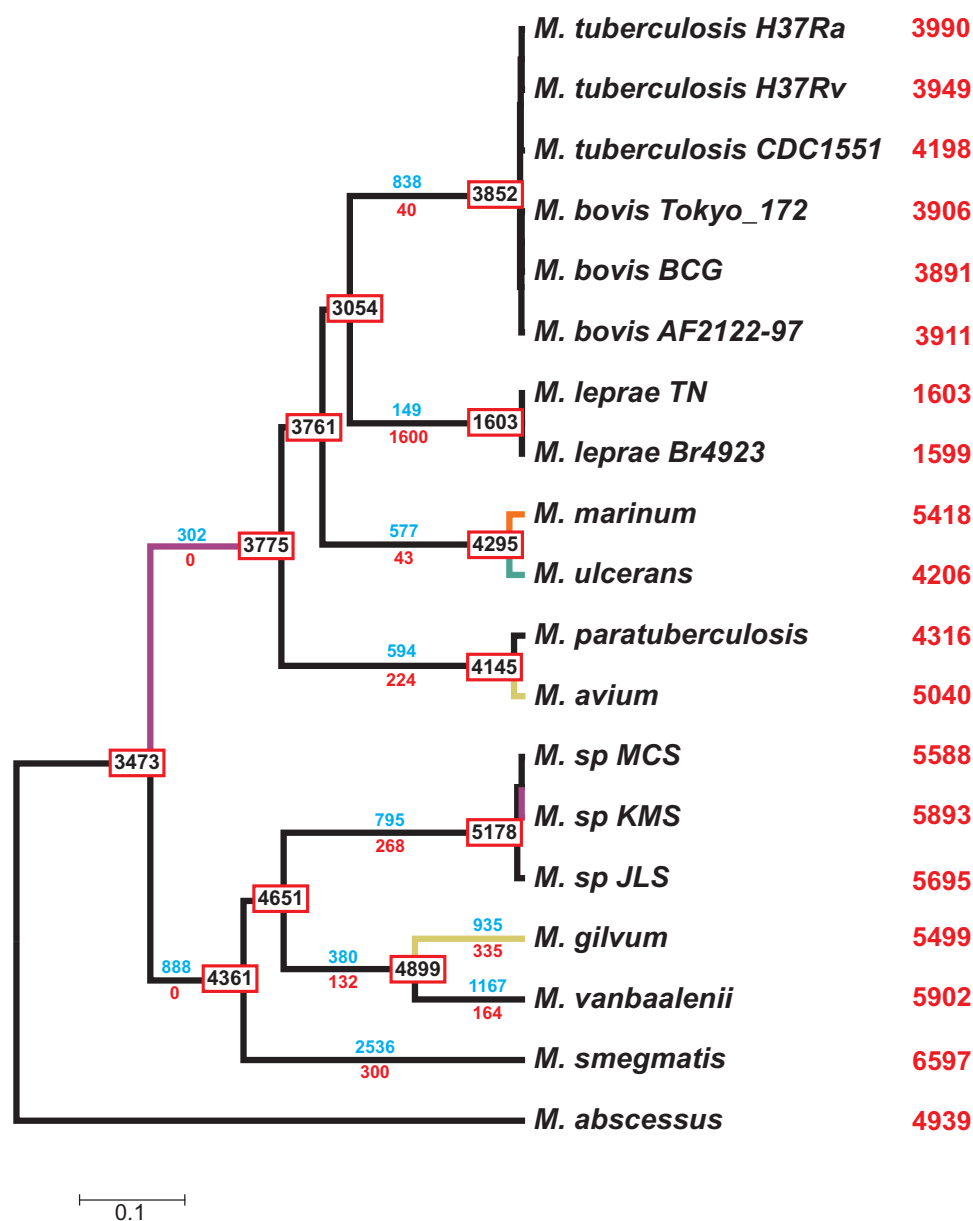 M. tuberculosis H37Ra 3990
M. tuberculosis H37Rv 3949
M. tuberculosis CDC1551 4198
838
3852
40
M. bovis Tokyo_172 3906
M. bovis BCG 3891
3054
M. bovis AF2122-97 3911
M. leprae TN 1603
149
3761
1603
1600
M. leprae Br4923 1599
M. marinum 5418
302
577
3775
4295
0
43
M. ulcerans 4206
M. paratuberculosis 4316
594
4145
224
M. avium 5040
M. sp MCS 5588
3473
M. sp KMS 5893
795
5178
268
M. sp JLS 5695
4651
935
M. gilvum 5499
335
380
4899
888
4361
132
0
1167
M. vanbaalenii 5902
164
2536
M. smegmatis 6597
300
M. abscessus 4939
0.1